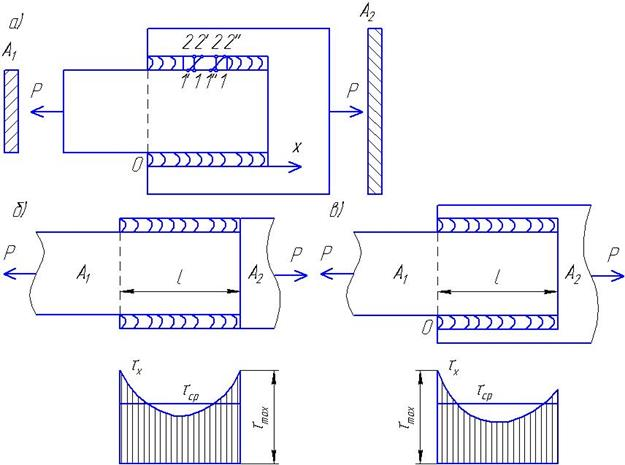 а)
A₁
P
2 2' 2 2"
1' 1 1" 1
P
A₂
O
x
б)
P
A₁
l
A₂
P
в)
P
A₁
l
A₂
P
O
τx
τср
τmax
τmax
τx
τср